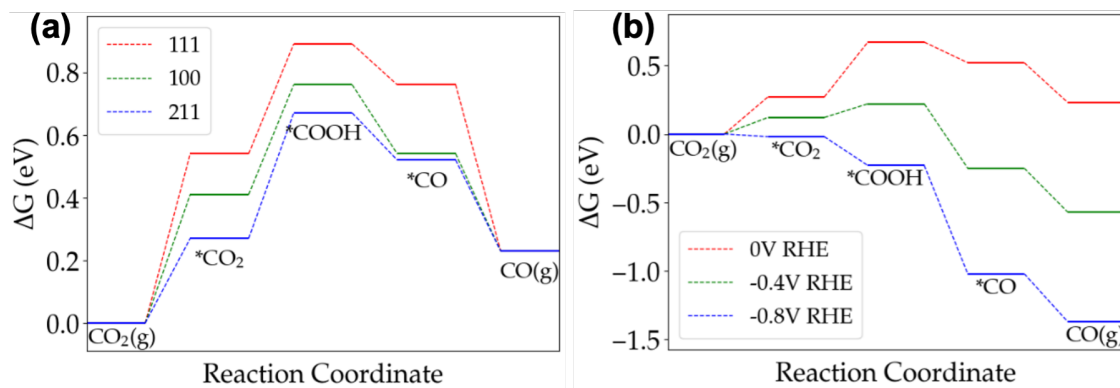 (a)
111
100
211
0.8
0.6
0.4
0.2
0.0
ΔG (eV)
CO₂(g)
*CO₂
*COOH
*CO
CO(g)
Reaction Coordinate
(b)
0.5
0.0
−0.5
−1.0
−1.5
ΔG (eV)
CO₂(g)
*CO₂
*COOH
*CO
CO(g)
0V RHE
-0.4V RHE
-0.8V RHE
Reaction Coordinate